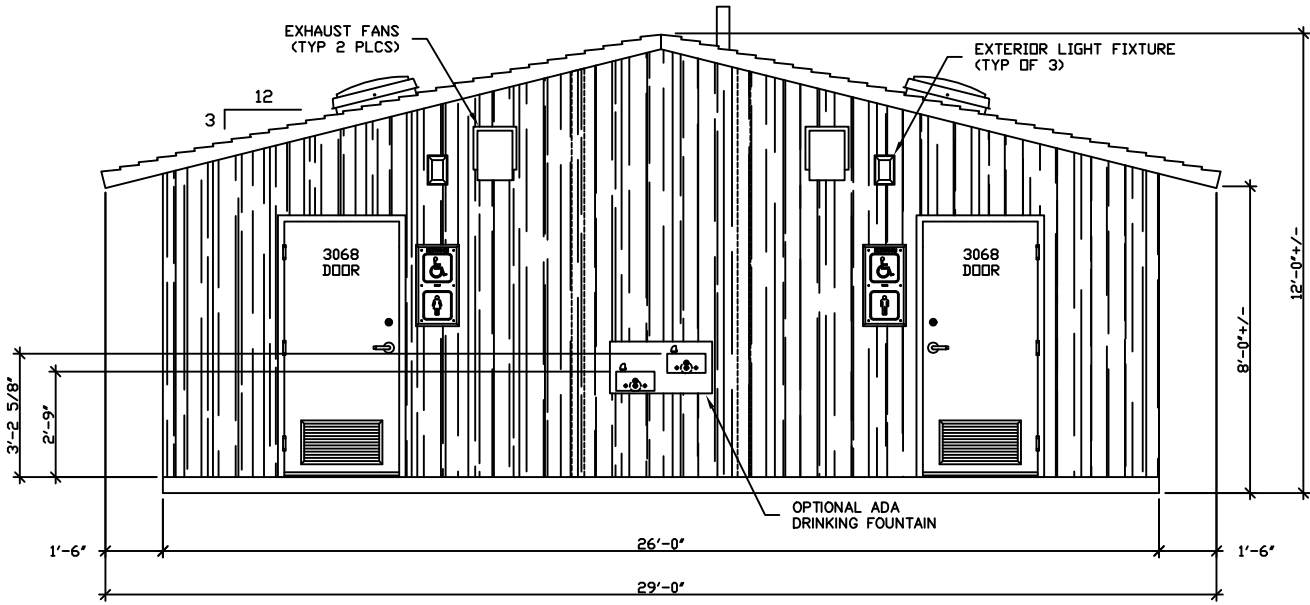 EXHAUST FANS
(TYP 2 PLCS)
EXTERIOR LIGHT FIXTURE
(TYP OF 3)
12
3
3068
DOOR
3068
DOOR
12'-0"+/-
8'-0"+/-
3'-2 5/8"
2'-9"
OPTIONAL ADA
DRINKING FOUNTAIN
1'-6"
26'-0"
1'-6"
29'-0"